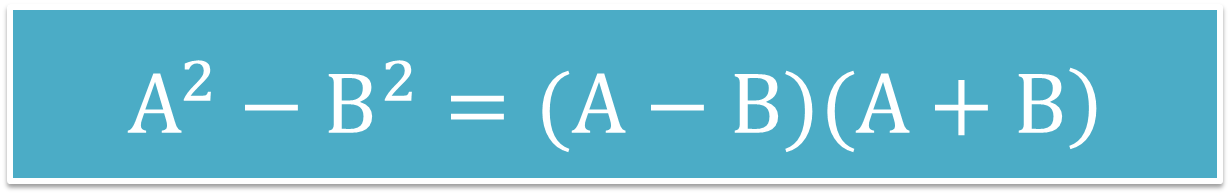 A² − B² = (A − B)(A + B)